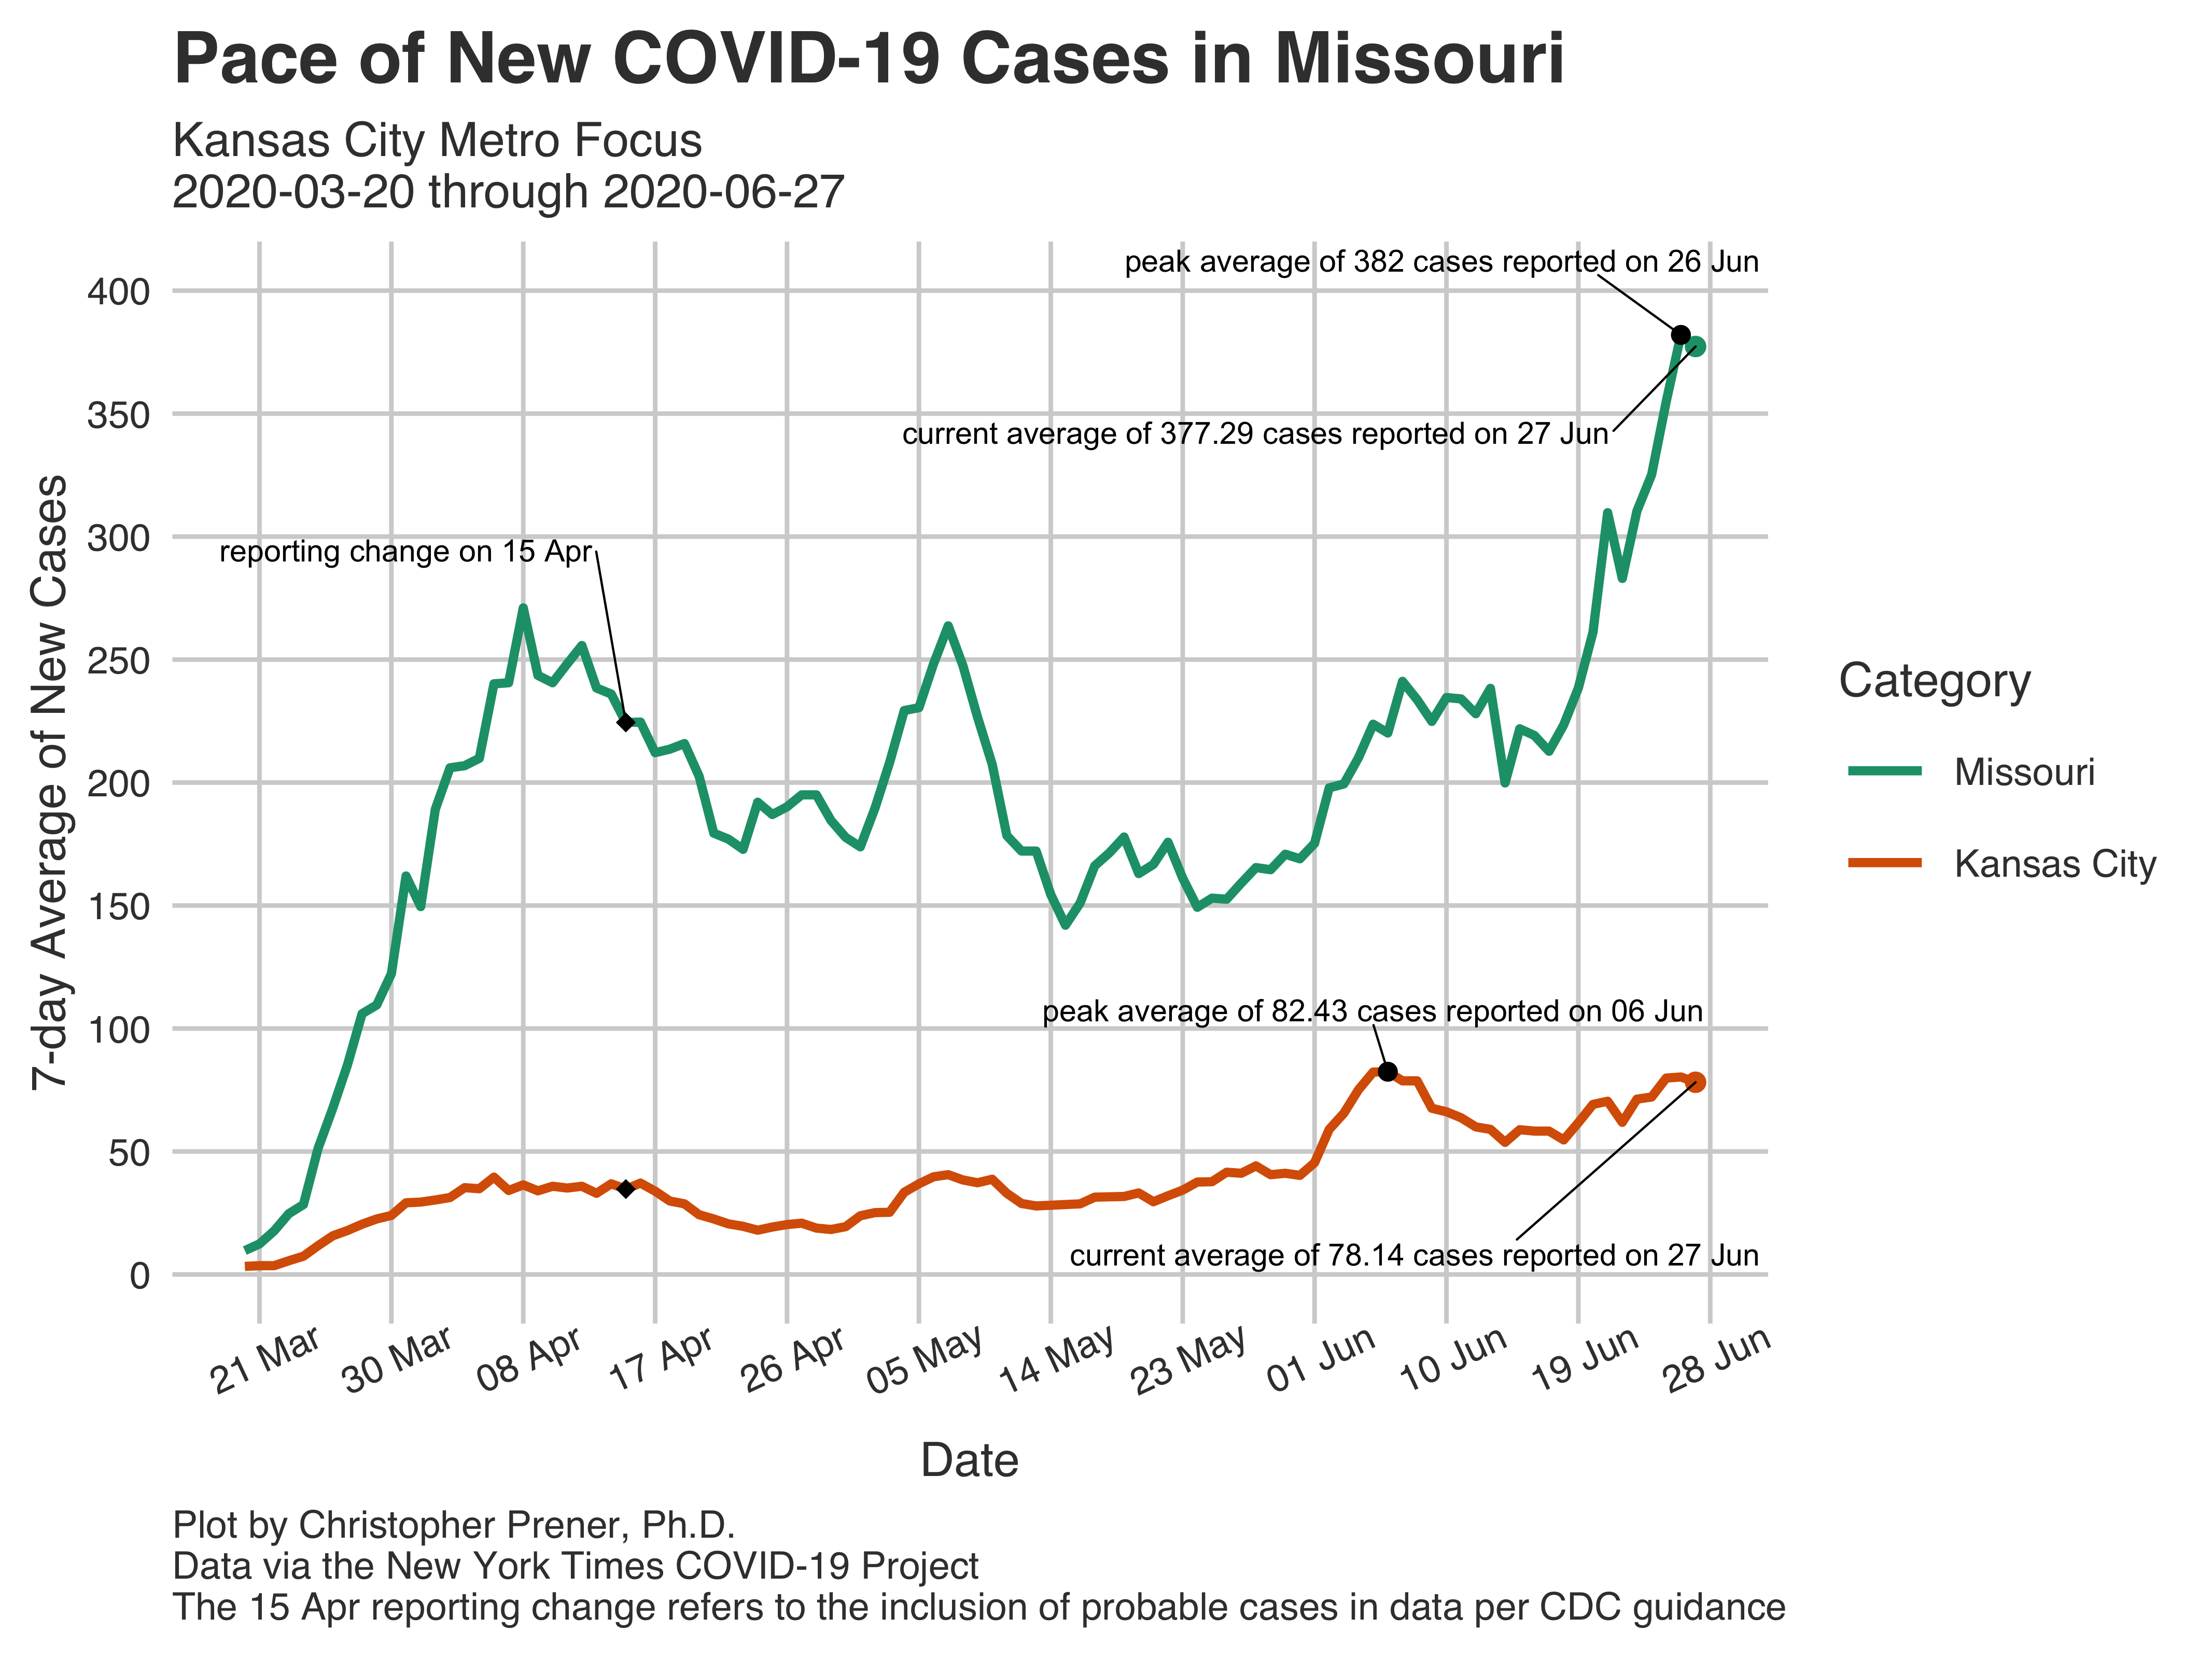 Pace of New COVID-19 Cases in Missouri
Kansas City Metro Focus
2020-03-20 through 2020-06-27
7-day Average of New Cases
400
350
300
250
200
150
100
50
0
peak average of 382 cases reported on 26 Jun
current average of 377.29 cases reported on 27 Jun
reporting change on 15 Apr
peak average of 82.43 cases reported on 06 Jun
current average of 78.14 cases reported on 27 Jun
Category
Missouri
Kansas City
21 Mar
30 Mar
08 Apr
17 Apr
26 Apr
05 May
14 May
23 May
01 Jun
10 Jun
19 Jun
28 Jun
Date
Plot by Christopher Prener, Ph.D.
Data via the New York Times COVID-19 Project
The 15 Apr reporting change refers to the inclusion of probable cases in data per CDC guidance